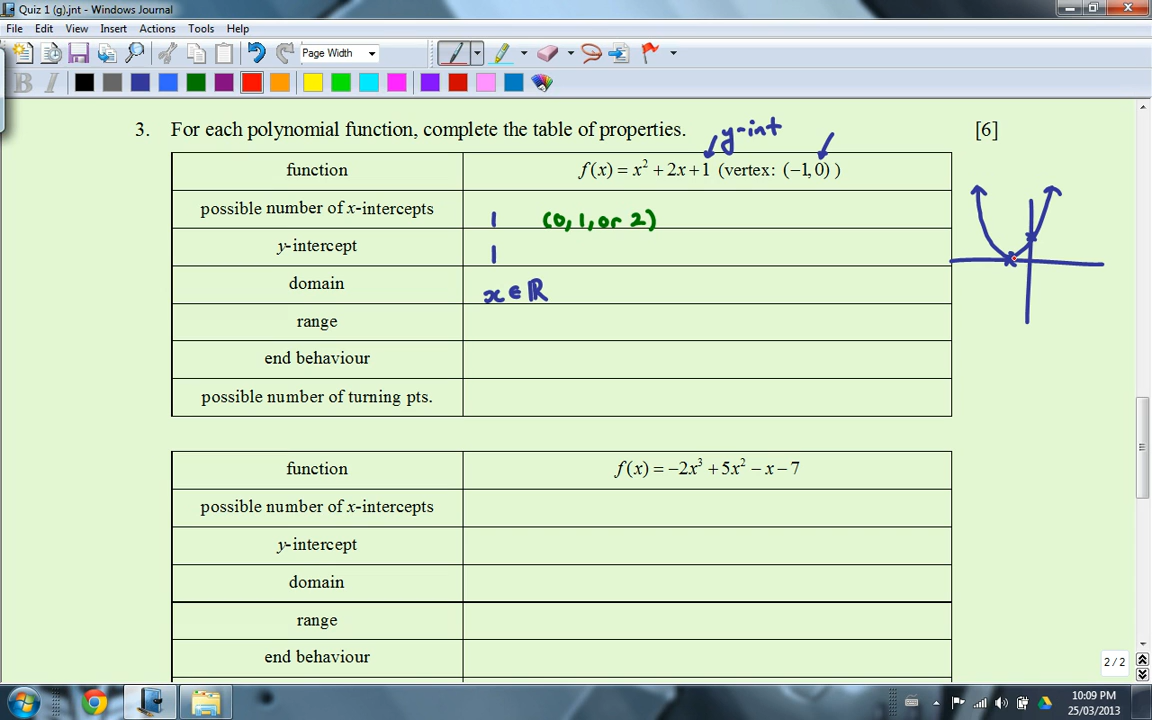 Quiz 1 (g).jnt - Windows Journal
File Edit View Insert Actions Tools Help
Page Width
B I
3. For each polynomial function, complete the table of properties. [6]
y-int
function f(x) = x² + 2x + 1 (vertex: (−1, 0) )
possible number of x-intercepts 1 (0, 1, or 2)
y-intercept 1
domain x ∈ ℝ
range
end behaviour
possible number of turning pts.
function f(x) = −2x³ + 5x² − x − 7
possible number of x-intercepts
y-intercept
domain
range
end behaviour
2 / 2
10:09 PM
25/03/2013